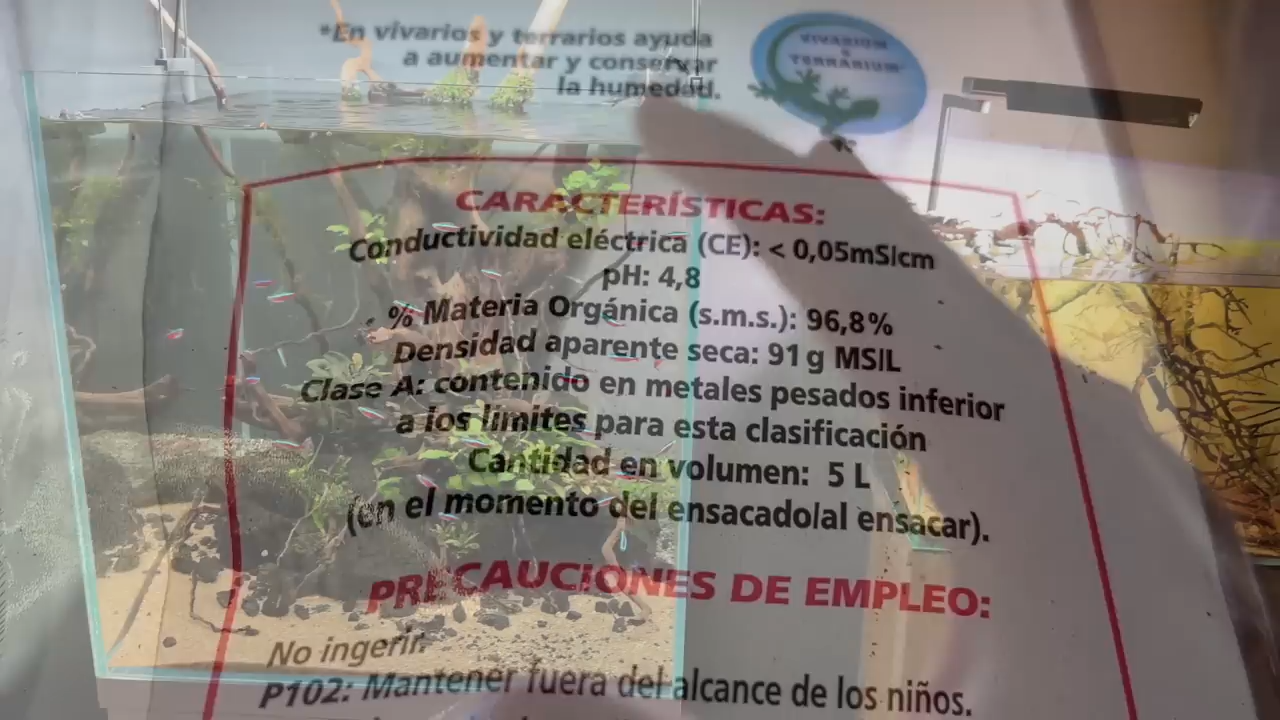 *En vivarios y terrarios ayuda
a aumentar y conservar
la humedad.
VIVARIUM
&
TERRARIUM
CARACTERÍSTICAS:
Conductividad eléctrica (CE): < 0,05mS/cm
pH: 4,8
% Materia Orgánica (s.m.s.): 96,8%
Densidad aparente seca: 91 g MS/L
Clase A: contenido en metales pesados inferior
a los límites para esta clasificación
Cantidad en volumen: 5 L
(en el momento del ensacado/al ensacar).
PRECAUCIONES DE EMPLEO:
No ingerir.
P102: Mantener fuera del alcance de los niños.